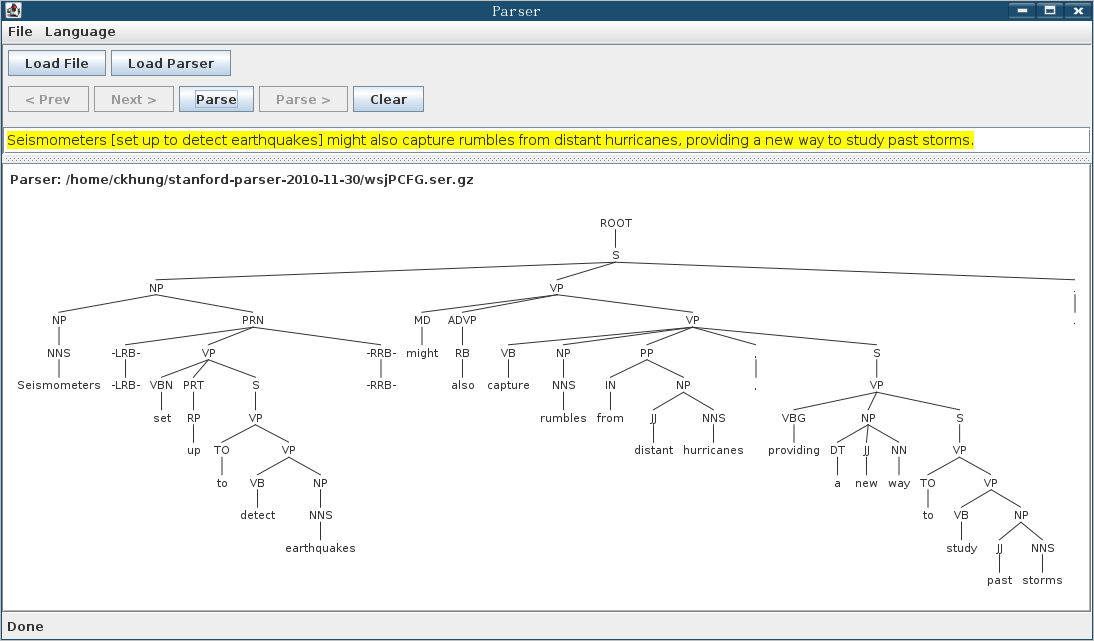 Parser
File Language
Load File Load Parser
< Prev Next > Parse Parse > Clear
Seismometers [set up to detect earthquakes] might also capture rumbles from distant hurricanes, providing a new way to study past storms.
Parser: /home/ckhung/stanford-parser-2010-11-30/wsjPCFG.ser.gz
ROOT
S
NP VP .
NP PRN MD ADVP VP .
NNS -LRB- VP -RRB- might RB VB NP PP , S
Seismometers -LRB- VBN PRT S -RRB- also capture NNS IN NP , VP
set RP VP rumbles from JJ NNS VBG NP S
up TO VP distant hurricanes providing DT JJ NN VP
to VB NP a new way TO VP
detect NNS to VB NP
earthquakes study JJ NNS
past storms
Done